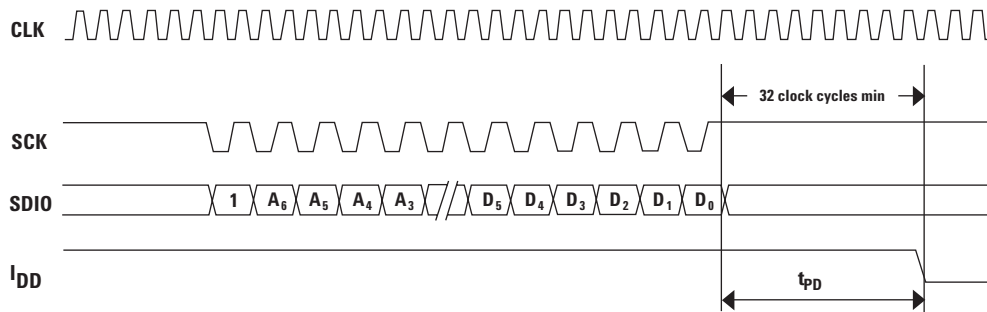 CLK
32 clock cycles min
SCK
SDIO 1 A6 A5 A4 A3 D5 D4 D3 D2 D1 D0
IDD
tPD